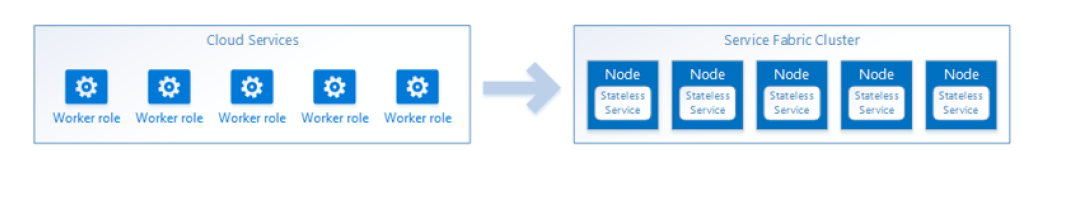 Cloud Services
Worker role Worker role Worker role Worker role Worker role
Service Fabric Cluster
Node Node Node Node Node
Stateless Stateless Stateless Stateless Stateless
Service Service Service Service Service